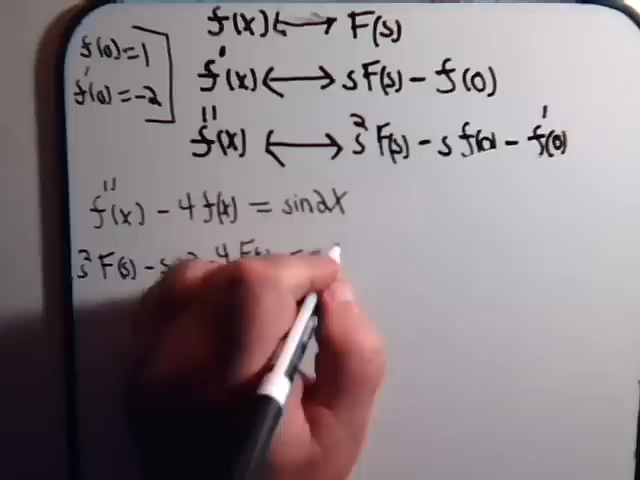 f(x) ⟷ F(s)
f(0)=1
f'(0)=-2
f'(x) ⟷ sF(s) - f(0)
f''(x) ⟷ s²F(s) - sf(0) - f'(0)
f''(x) - 4f(x) = sin2x
s²F(s) - s